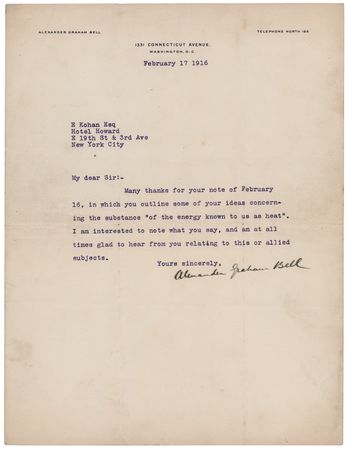 ALEXANDER GRAHAM BELL
TELEPHONE NORTH 155
1331 CONNECTICUT AVENUE,
WASHINGTON, D.C.
February 17 1916
E Kohan Esq
Hotel Howard
E 19th St & 3rd Ave
New York City
My dear Sir:-
Many thanks for your note of February
16, in which you outline some of your ideas concern-
ing the substance "of the energy known to us as heat".
I am interested to note what you say, and am at all
times glad to hear from you relating to this or allied
subjects.
Yours sincerely,
Alexander Graham Bell